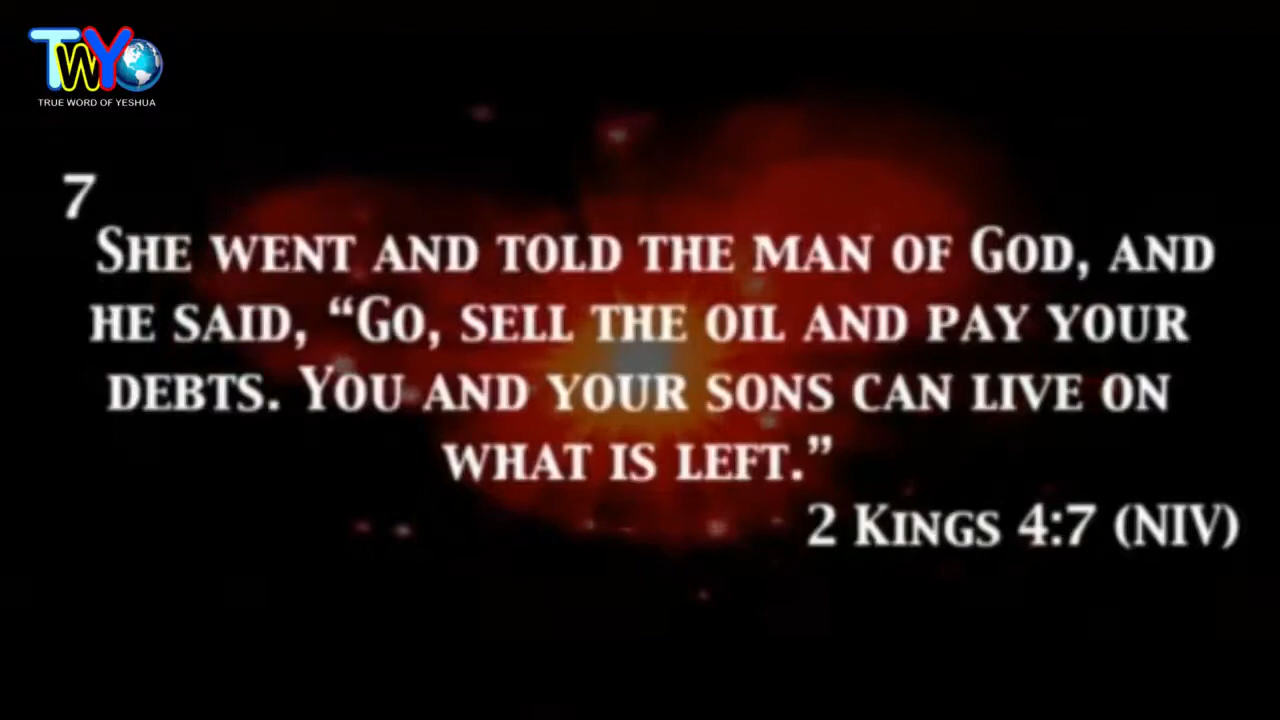 TWYO
TRUE WORD OF YESHUA
7
She went and told the man of God, and
he said, “Go, sell the oil and pay your
debts. You and your sons can live on
what is left.”
2 Kings 4:7 (NIV)